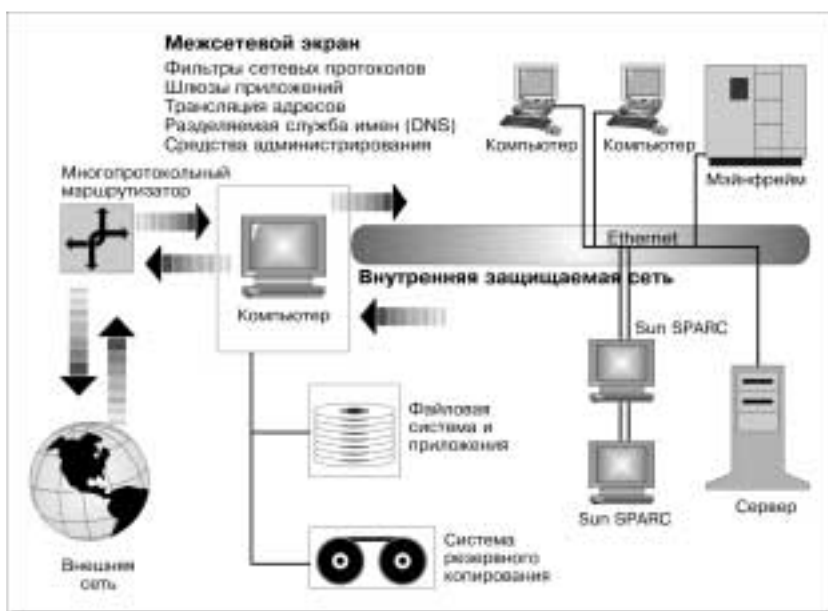 Межсетевой экран
Фильтры сетевых протоколов
Шлюзы приложений
Трансляция адресов
Разделяемая служба имен (DNS)
Средства администрирования
Компьютер
Компьютер
Мэйнфрейм
Многопротокольный
маршрутизатор
Ethernet
Внутренняя защищаемая сеть
Компьютер
Sun SPARC
Файловая
система и
приложения
Sun SPARC
Сервер
Внешняя
сеть
Система
резервного
копирования